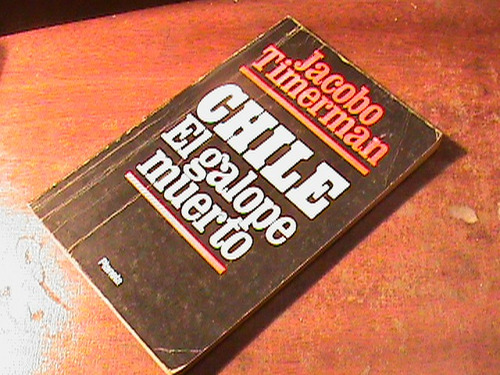 Jacobo
Timerman
CHILE
El galope
muerto
Planeta